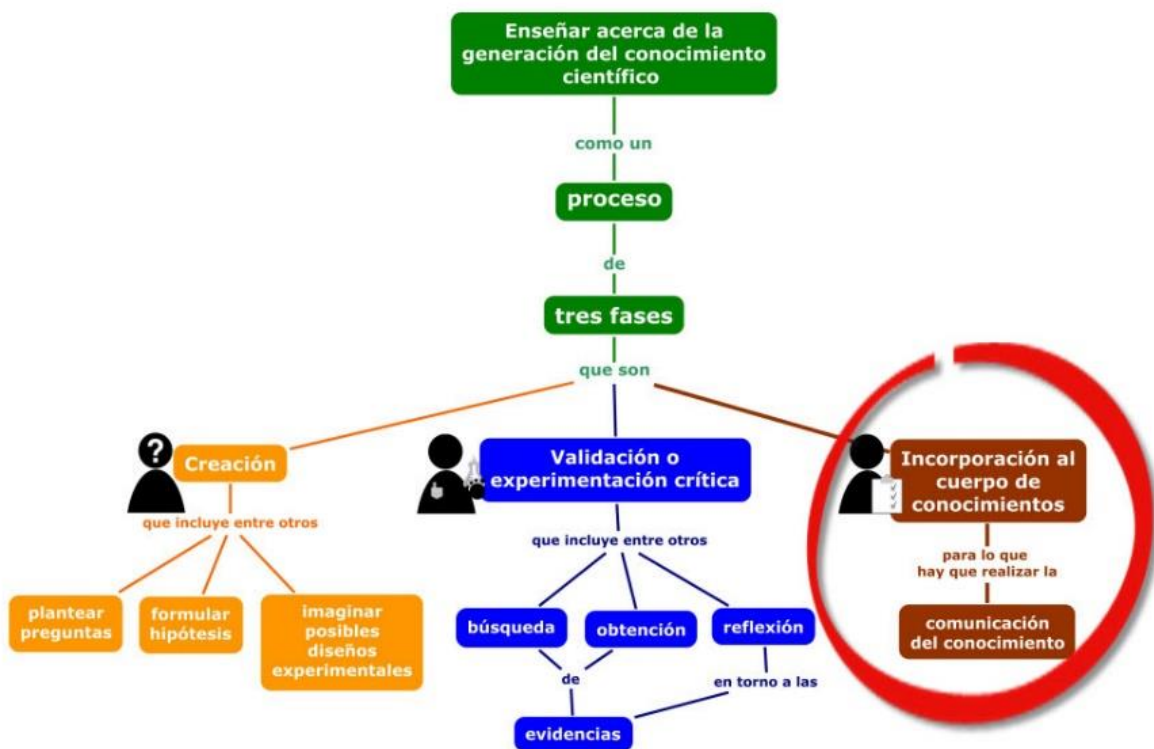 Enseñar acerca de la
generación del conocimiento
científico
como un
proceso
de
tres fases
que son
?
Creación
que incluye entre otros
plantear
preguntas
formular
hipótesis
imaginar
posibles
diseños
experimentales
Validación o
experimentación crítica
que incluye entre otros
búsqueda
obtención
reflexión
de
en torno a las
evidencias
Incorporación al
cuerpo de
conocimientos
para lo que
hay que realizar la
comunicación
del conocimiento